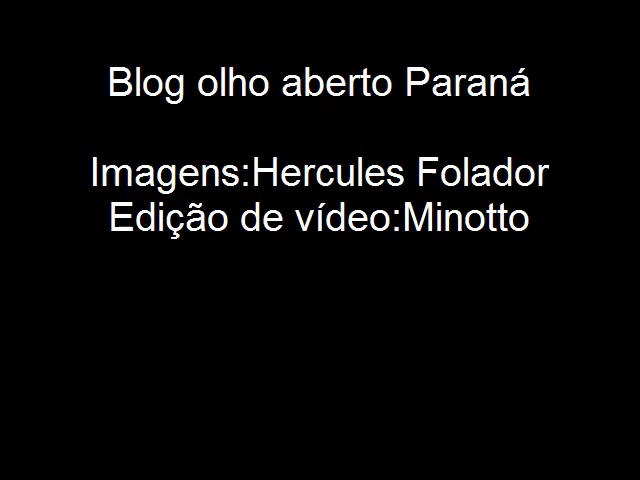 Blog olho aberto Paraná
Imagens:Hercules Folador
Edição de vídeo:Minotto